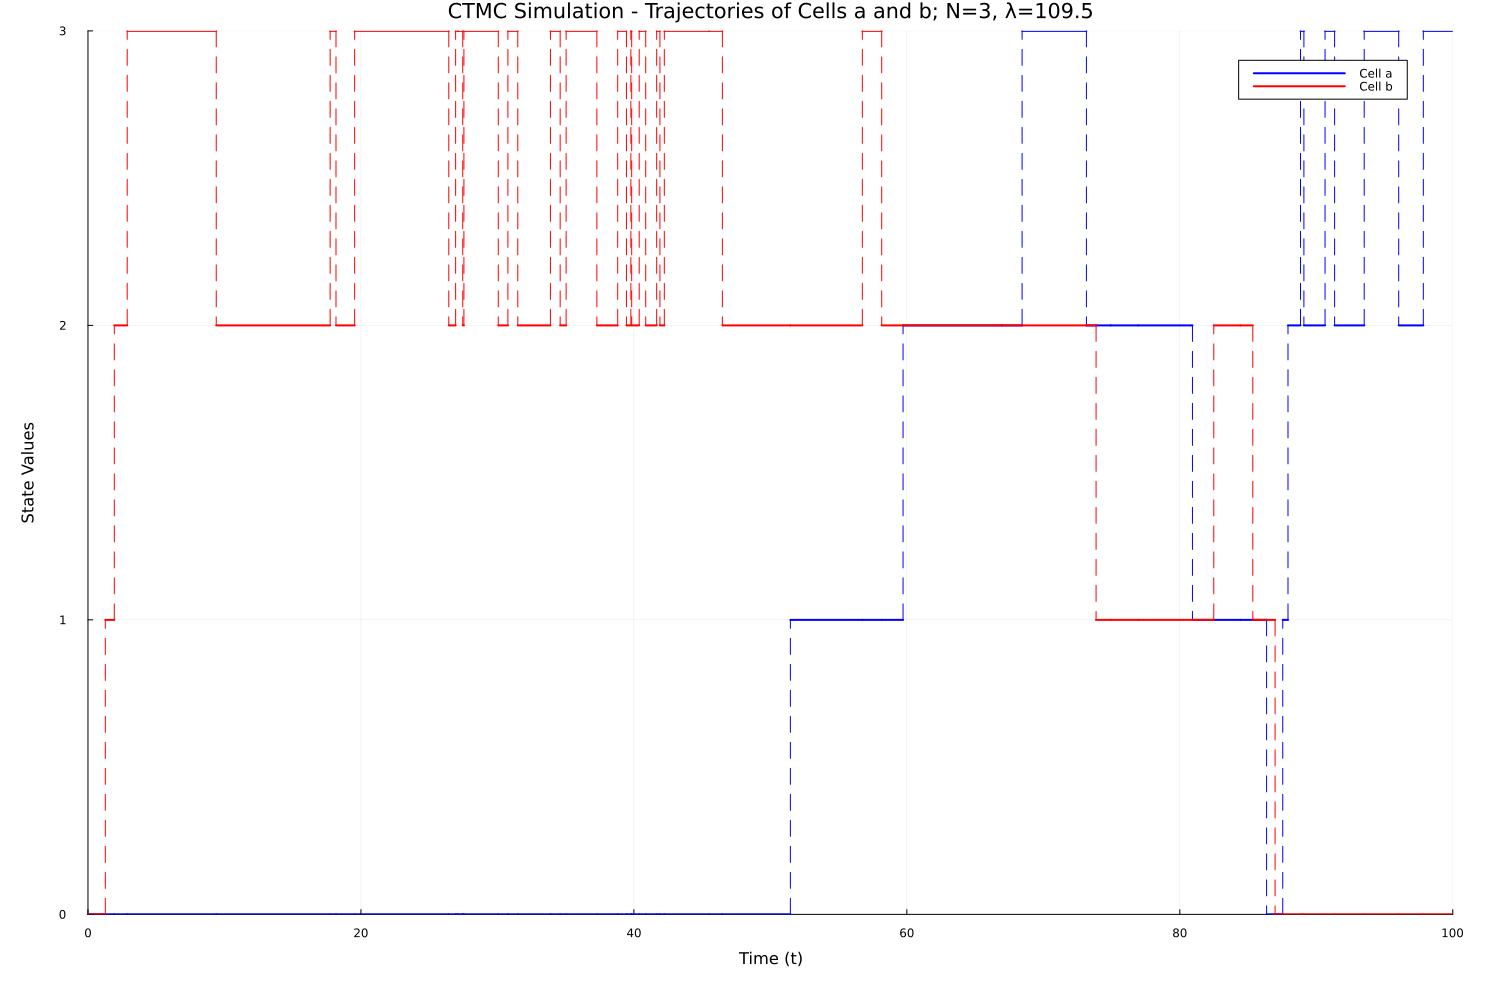 CTMC Simulation - Trajectories of Cells a and b; N=3, λ=109.5
3
Cell a
Cell b
2
State Values
1
0
0 20 40 60 80 100
Time (t)